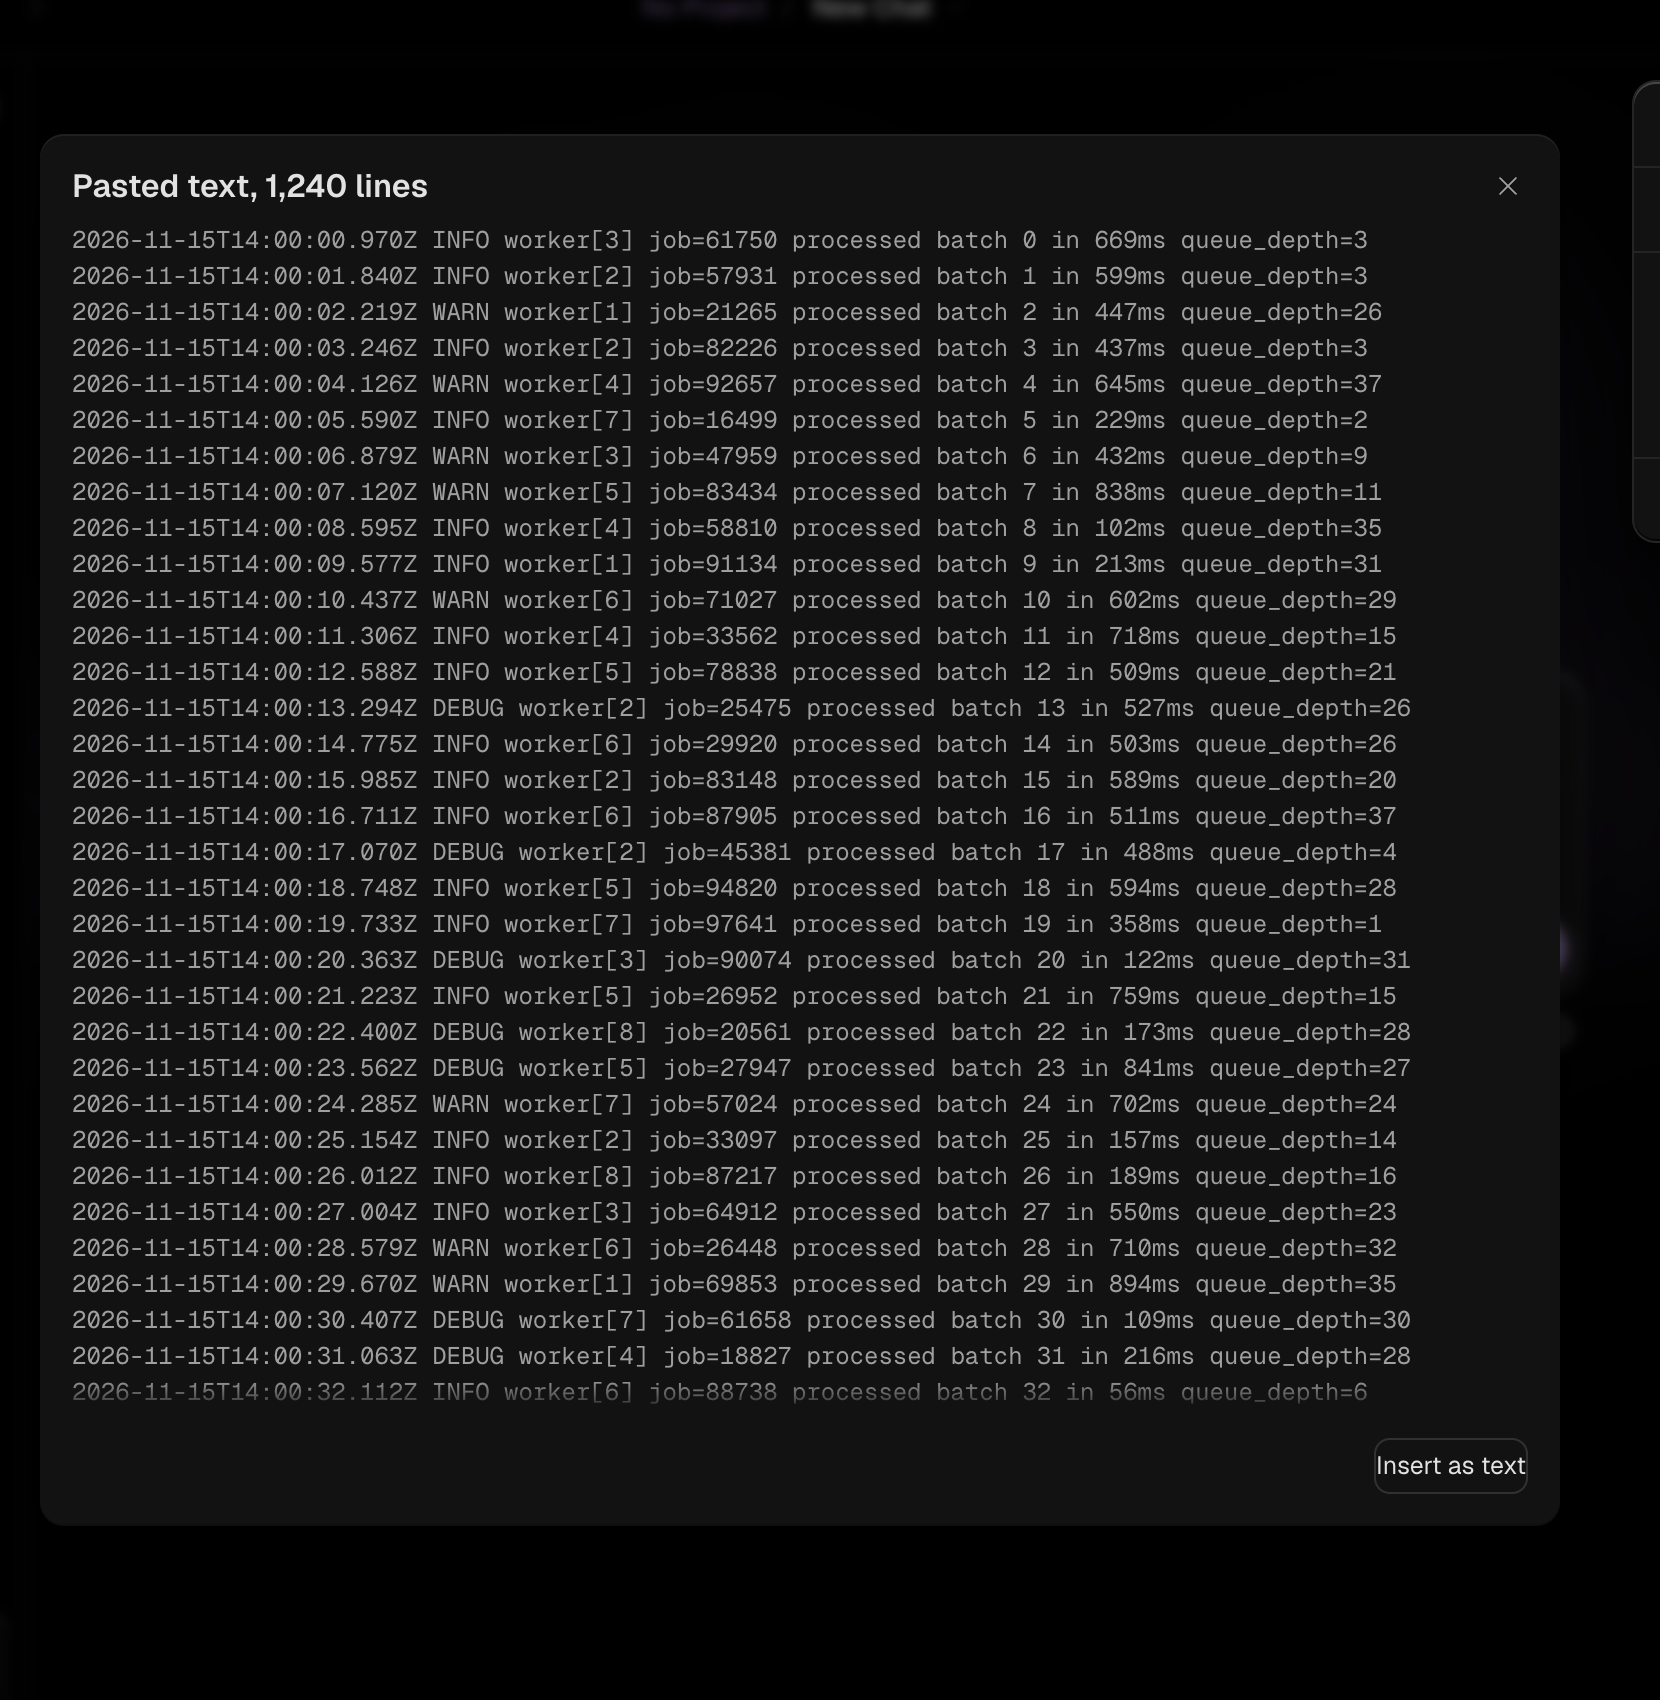 New Chat
Pasted text, 1,240 lines
2026-11-15T14:00:00.970Z INFO worker[3] job=61750 processed batch 0 in 669ms queue_depth=3
2026-11-15T14:00:01.840Z INFO worker[2] job=57931 processed batch 1 in 599ms queue_depth=3
2026-11-15T14:00:02.219Z WARN worker[1] job=21265 processed batch 2 in 447ms queue_depth=26
2026-11-15T14:00:03.246Z INFO worker[2] job=82226 processed batch 3 in 437ms queue_depth=3
2026-11-15T14:00:04.126Z WARN worker[4] job=92657 processed batch 4 in 645ms queue_depth=37
2026-11-15T14:00:05.590Z INFO worker[7] job=16499 processed batch 5 in 229ms queue_depth=2
2026-11-15T14:00:06.879Z WARN worker[3] job=47959 processed batch 6 in 432ms queue_depth=9
2026-11-15T14:00:07.120Z WARN worker[5] job=83434 processed batch 7 in 838ms queue_depth=11
2026-11-15T14:00:08.595Z INFO worker[4] job=58810 processed batch 8 in 102ms queue_depth=35
2026-11-15T14:00:09.577Z INFO worker[1] job=91134 processed batch 9 in 213ms queue_depth=31
2026-11-15T14:00:10.437Z WARN worker[6] job=71027 processed batch 10 in 602ms queue_depth=29
2026-11-15T14:00:11.306Z INFO worker[4] job=33562 processed batch 11 in 718ms queue_depth=15
2026-11-15T14:00:12.588Z INFO worker[5] job=78838 processed batch 12 in 509ms queue_depth=21
2026-11-15T14:00:13.294Z DEBUG worker[2] job=25475 processed batch 13 in 527ms queue_depth=26
2026-11-15T14:00:14.775Z INFO worker[6] job=29920 processed batch 14 in 503ms queue_depth=26
2026-11-15T14:00:15.985Z INFO worker[2] job=83148 processed batch 15 in 589ms queue_depth=20
2026-11-15T14:00:16.711Z INFO worker[6] job=87905 processed batch 16 in 511ms queue_depth=37
2026-11-15T14:00:17.070Z DEBUG worker[2] job=45381 processed batch 17 in 488ms queue_depth=4
2026-11-15T14:00:18.748Z INFO worker[5] job=94820 processed batch 18 in 594ms queue_depth=28
2026-11-15T14:00:19.733Z INFO worker[7] job=97641 processed batch 19 in 358ms queue_depth=1
2026-11-15T14:00:20.363Z DEBUG worker[3] job=90074 processed batch 20 in 122ms queue_depth=31
2026-11-15T14:00:21.223Z INFO worker[5] job=26952 processed batch 21 in 759ms queue_depth=15
2026-11-15T14:00:22.400Z DEBUG worker[8] job=20561 processed batch 22 in 173ms queue_depth=28
2026-11-15T14:00:23.562Z DEBUG worker[5] job=27947 processed batch 23 in 841ms queue_depth=27
2026-11-15T14:00:24.285Z WARN worker[7] job=57024 processed batch 24 in 702ms queue_depth=24
2026-11-15T14:00:25.154Z INFO worker[2] job=33097 processed batch 25 in 157ms queue_depth=14
2026-11-15T14:00:26.012Z INFO worker[8] job=87217 processed batch 26 in 189ms queue_depth=16
2026-11-15T14:00:27.004Z INFO worker[3] job=64912 processed batch 27 in 550ms queue_depth=23
2026-11-15T14:00:28.579Z WARN worker[6] job=26448 processed batch 28 in 710ms queue_depth=32
2026-11-15T14:00:29.670Z WARN worker[1] job=69853 processed batch 29 in 894ms queue_depth=35
2026-11-15T14:00:30.407Z DEBUG worker[7] job=61658 processed batch 30 in 109ms queue_depth=30
2026-11-15T14:00:31.063Z DEBUG worker[4] job=18827 processed batch 31 in 216ms queue_depth=28
2026-11-15T14:00:32.112Z INFO worker[6] job=88738 processed batch 32 in 56ms queue_depth=6
Insert as text